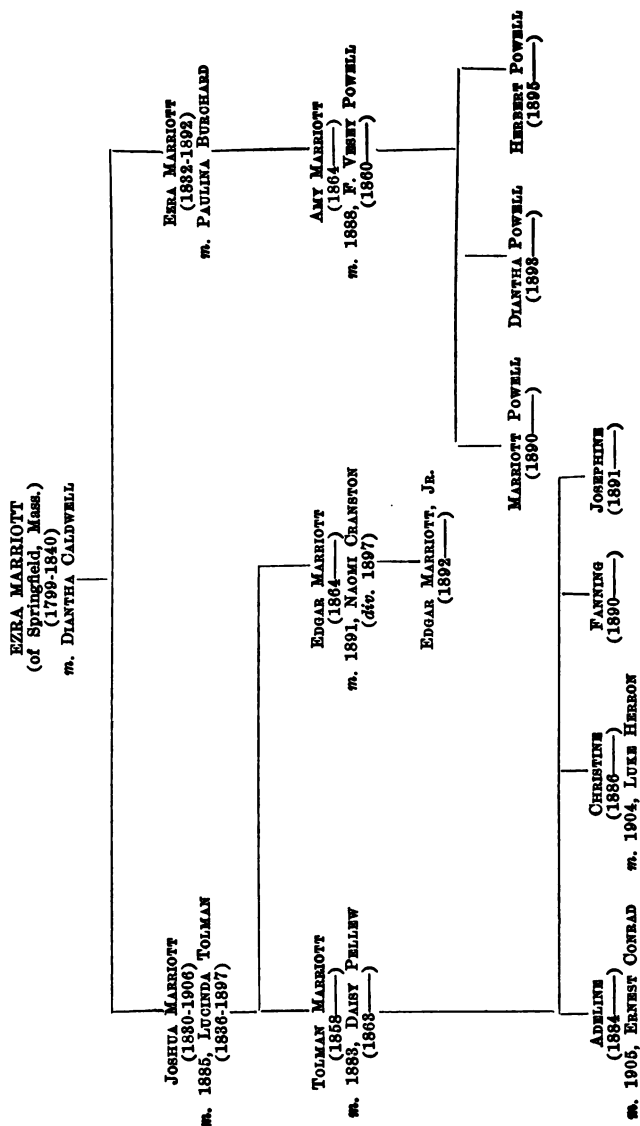 EZRA MARRIOTT
(of Springfield, Mass.)
(1799-1840)
m. DIANTHA CALDWELL
JOSHUA MARRIOTT
(1830-1906)
m. 1885, LUCINDA TOLMAN
(1836-1897)
EZRA MARRIOTT
(1832-1892)
m. PAULINA BURCHARD
TOLMAN MARRIOTT
(1858——)
m. 1883, DAISY PELLEW
(1863——)
EDGAR MARRIOTT
(1864——)
m. 1891, NAOMI CRANSTON
(div. 1897)
AMY MARRIOTT
(1864——)
m. 1888, F. VESEY POWELL
(1860——)
EDGAR MARRIOTT, JR.
(1892——)
MARRIOTT POWELL
(1890——)
DIANTHA POWELL
(1893——)
HERBERT POWELL
(1895——)
ADELINE
(1884——)
m. 1905, ERNEST CONRAD
CHRISTINE
(1886——)
m. 1904, LUKE HERRON
FANNING
(1890——)
JOSEPHINE
(1891——)